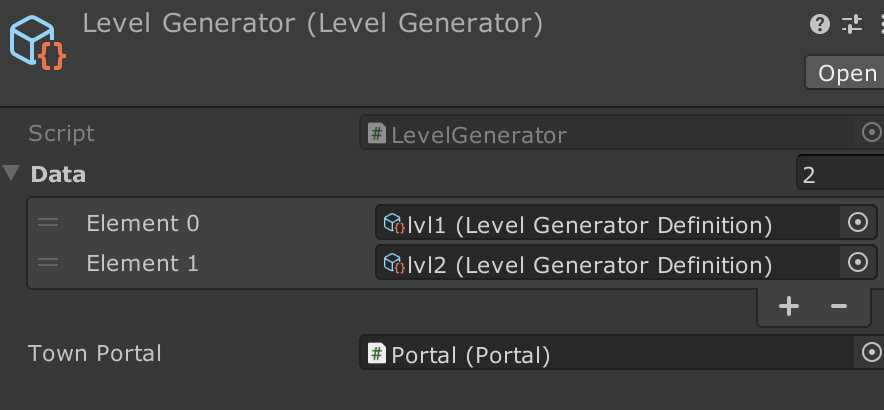 Level Generator (Level Generator)
Open
Script LevelGenerator
Data 2
Element 0 lvl1 (Level Generator Definition)
Element 1 lvl2 (Level Generator Definition)
Town Portal Portal (Portal)